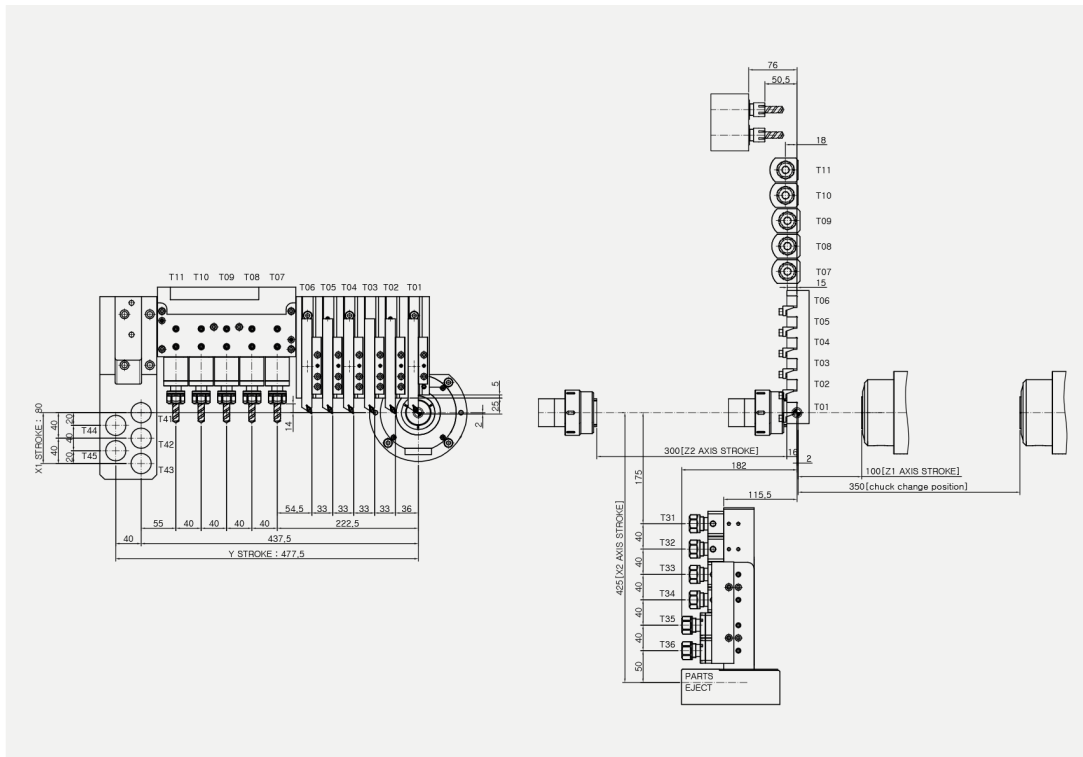 76
50,5
18
T11
T10
T09
T08
T07
15
T06
T05
T04
T03
T02
T01
T11 T10 T09 T08 T07
T06 T05 T04 T03 T02 T01
5
25
2
14
X1 STROKE : 80
40
40
20
40
20
T41
T44
T42
T45
T43
54,5 33 33 33 33 36
55 40 40 40 40 222,5
40 437,5
Y STROKE : 477,5
300[Z2 AXIS STROKE]
16
2
182
100[Z1 AXIS STROKE]
350[chuck change position]
115,5
175
425[X2 AXIS STROKE]
T31
40
T32
40
T33
40
T34
40
T35
40
T36
50
PARTS
EJECT